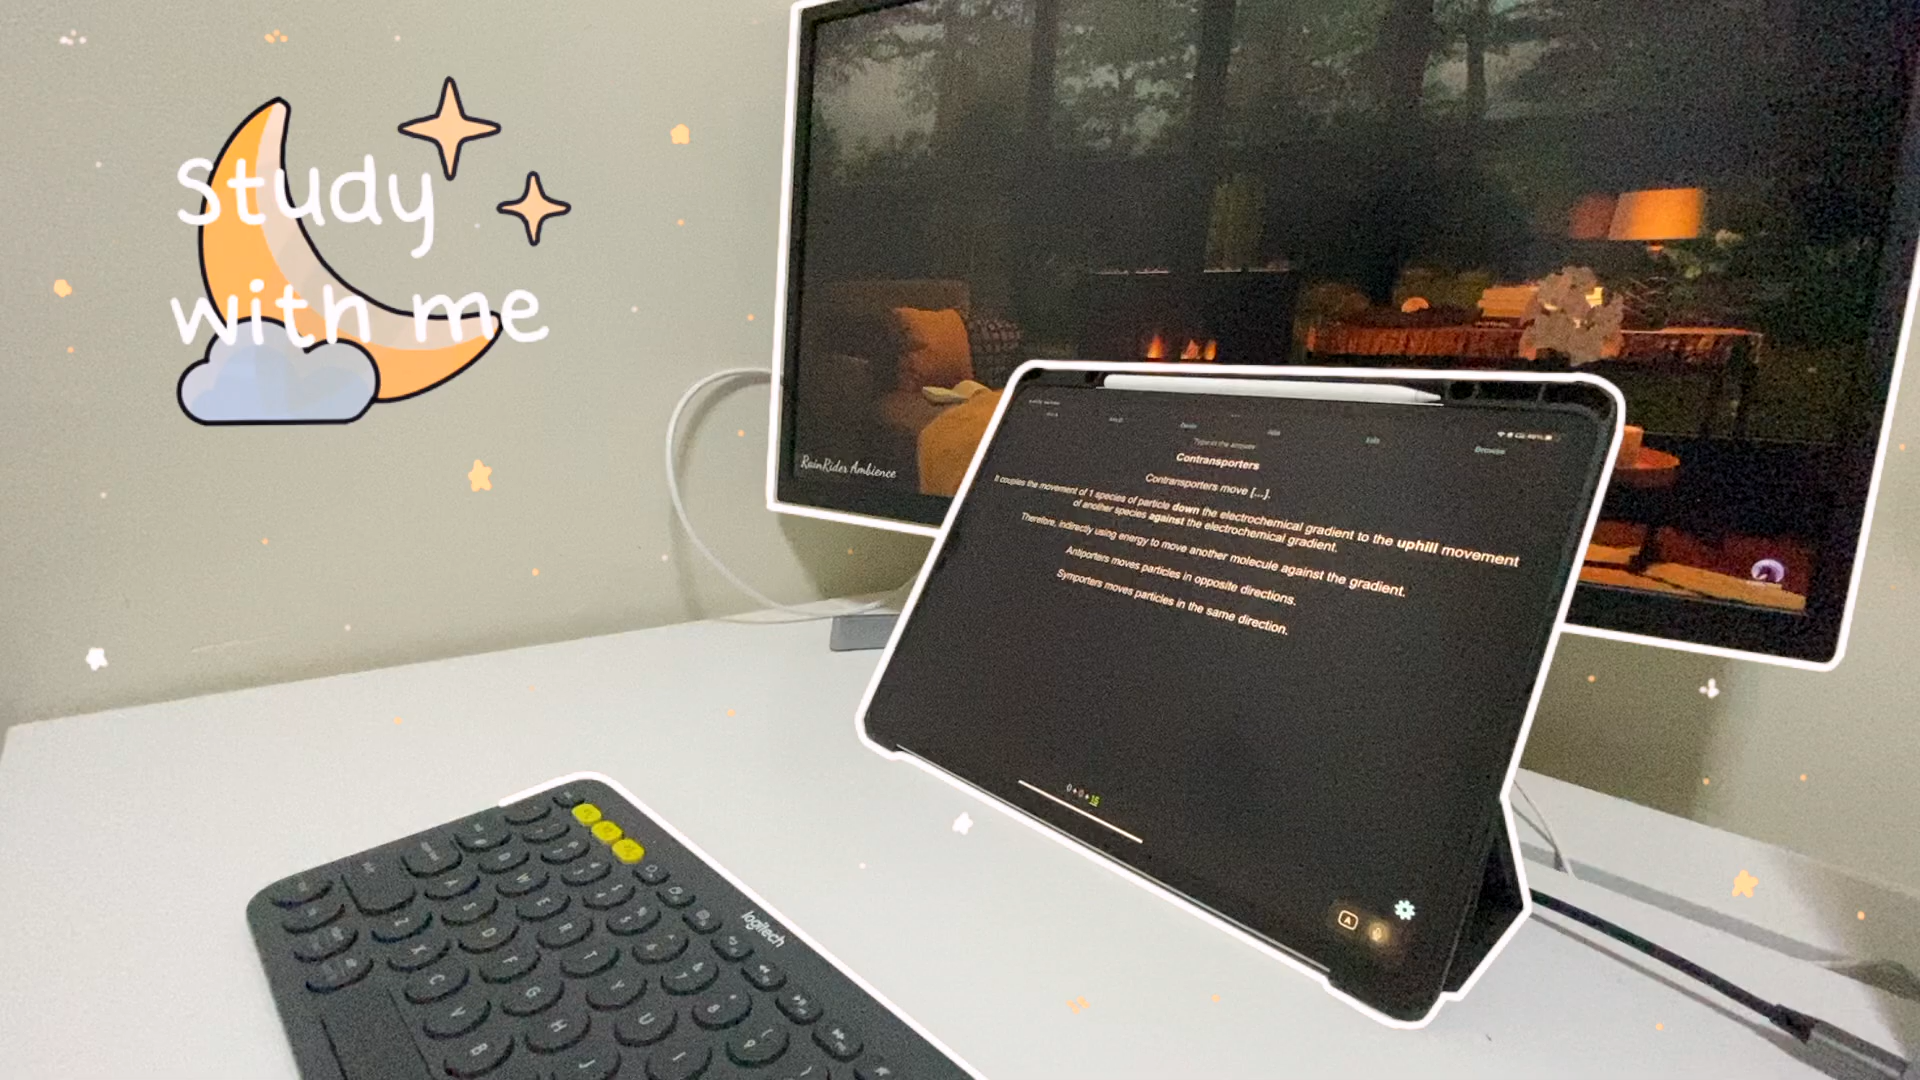 Study
with me
RainRider Ambience
Type in the answer
Contransporters
Contransporters move [...].
It couples the movement of 1 species of particle down the electrochemical gradient to the uphill movement
of another species against the electrochemical gradient.
Therefore, indirectly using energy to move another molecule against the gradient.
Antiporters moves particles in opposite directions.
Symporters moves particles in the same direction.
0 + 0 + 16
A
logitech